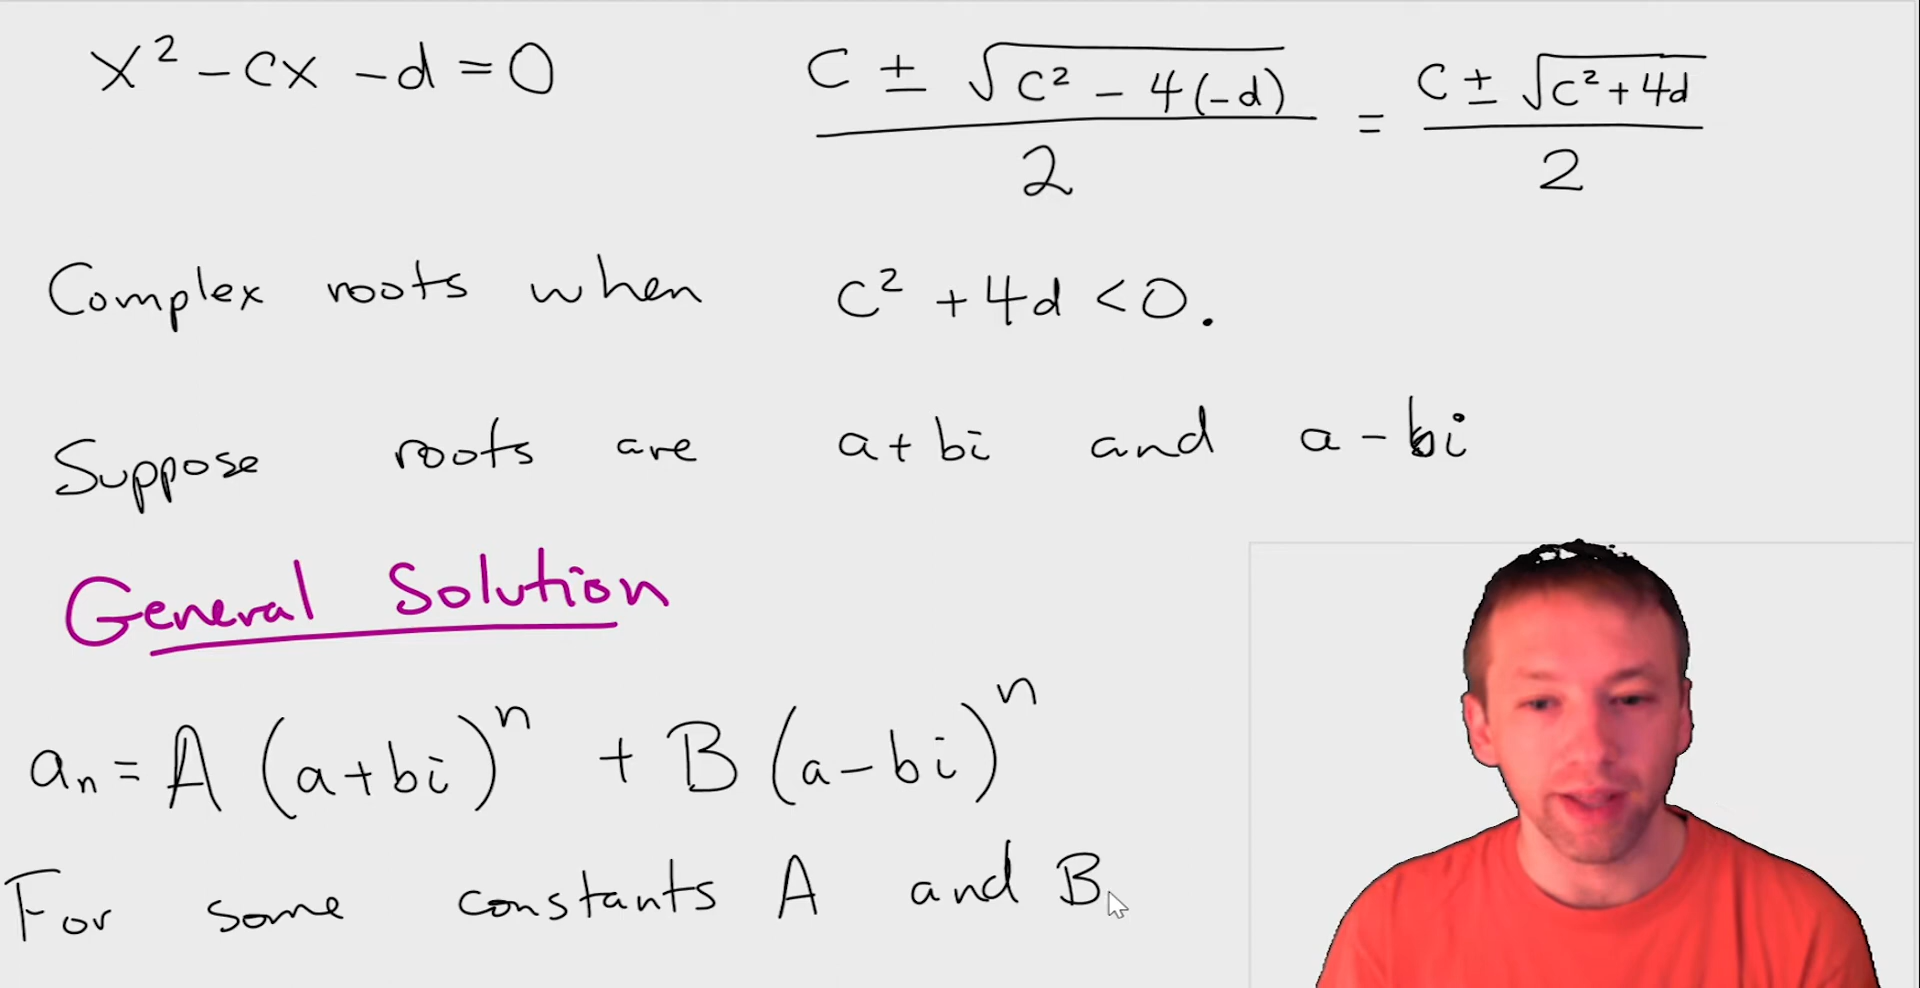 x² - cx - d = 0
(c ± √(c² - 4(-d)))/2 = (c ± √(c² + 4d))/2
Complex roots when c² + 4d < 0.
Suppose roots are a + bi and a - bi
General Solution
aₙ = A (a + bi)ⁿ + B (a - bi)ⁿ
For some constants A and B